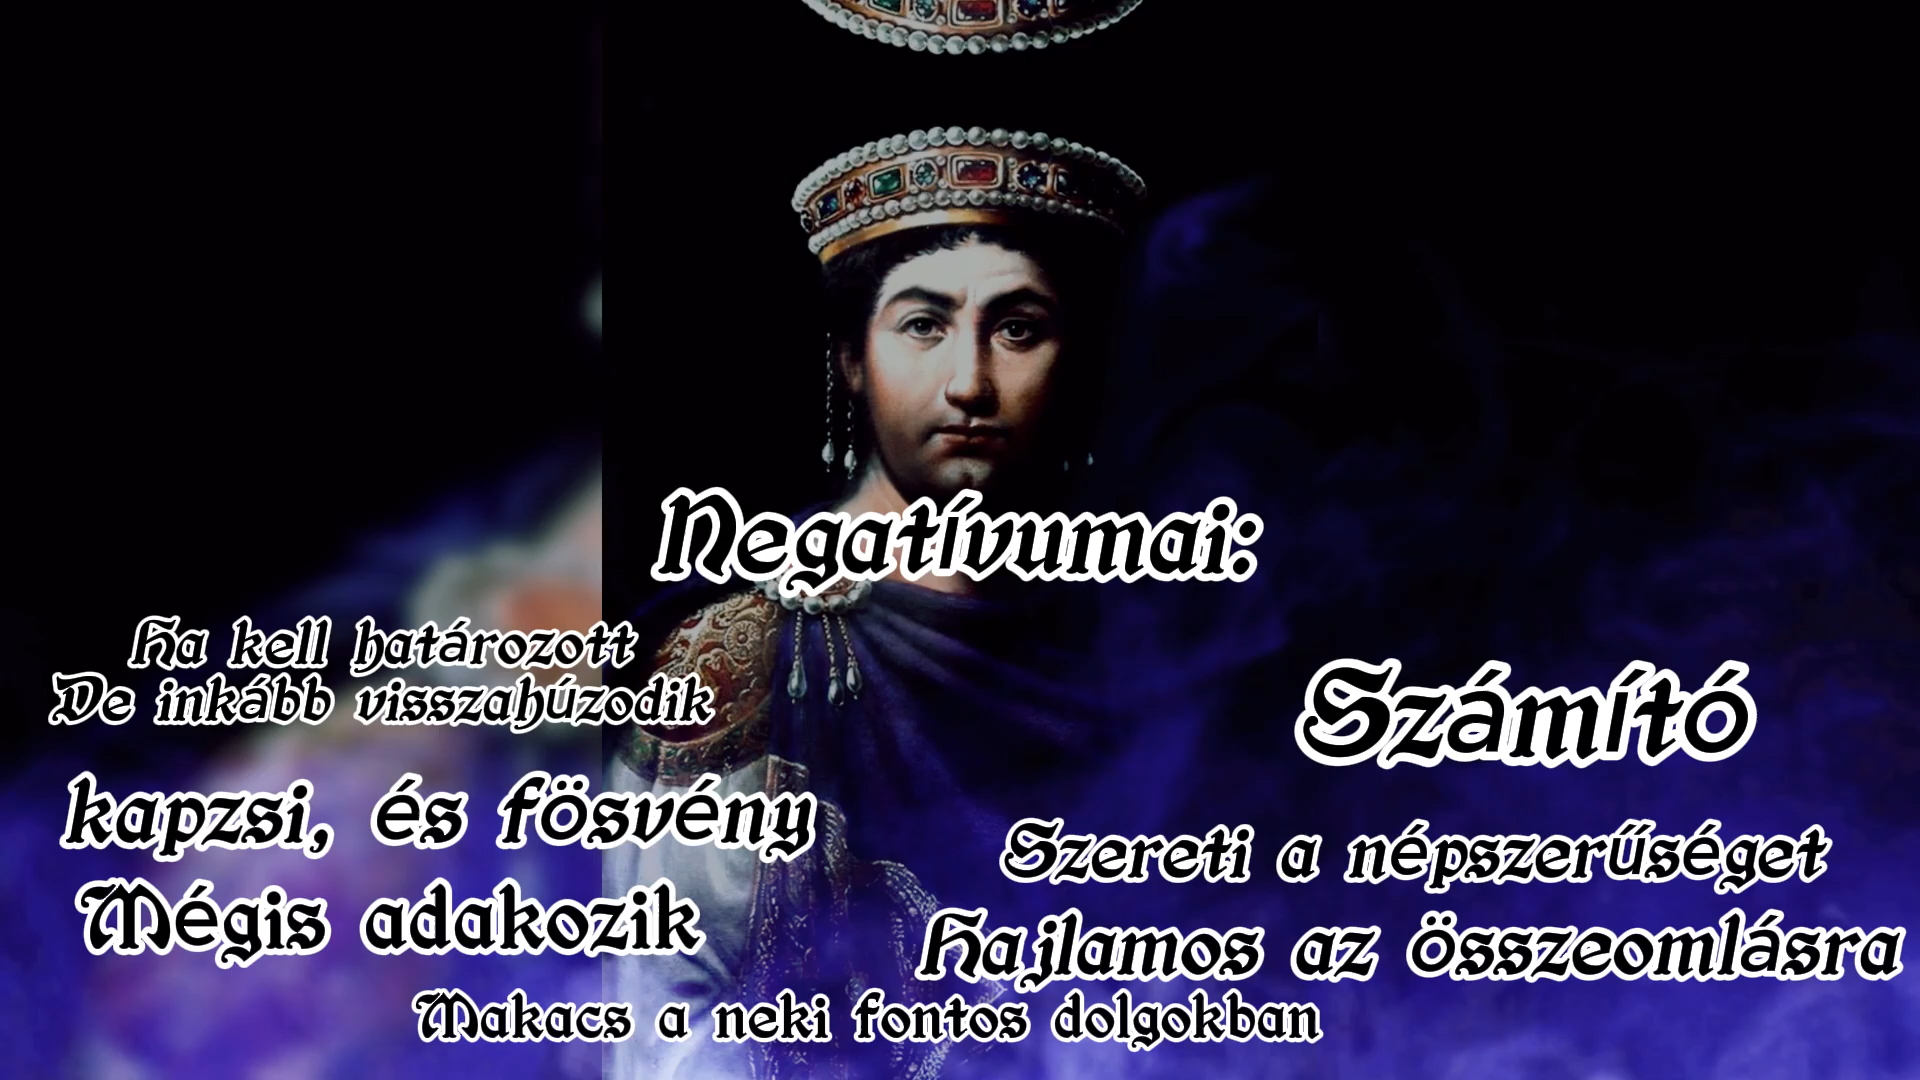 Negatívumai:
Ha kell határozott
De inkább visszahúzodik
kapzsi, és fösvény
Mégis adakozik
Számító
Szereti a népszerűséget
Hajlamos az összeomlásra
Makacs a neki fontos dolgokban